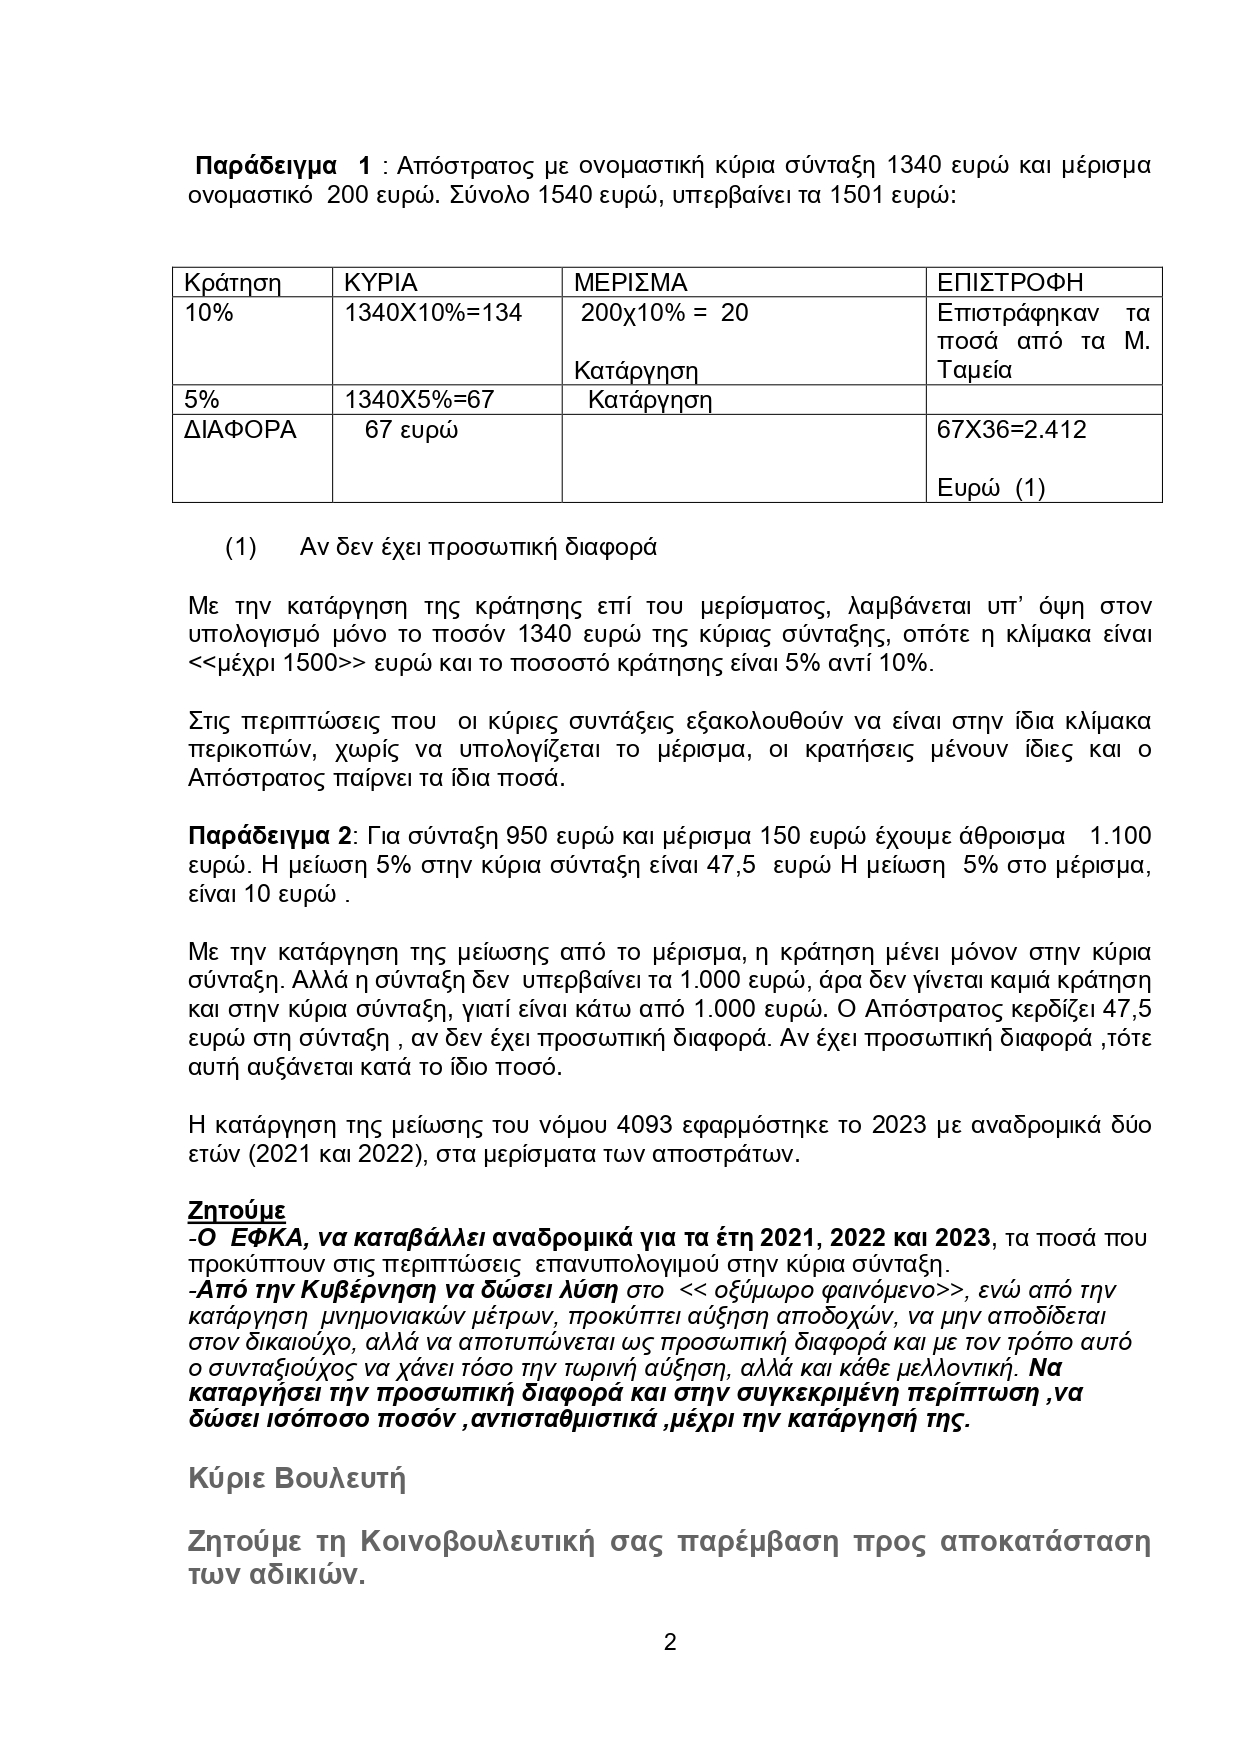 Παράδειγμα 1 : Απόστρατος με ονομαστική κύρια σύνταξη 1340 ευρώ και μέρισμα
ονομαστικό 200 ευρώ. Σύνολο 1540 ευρώ, υπερβαίνει τα 1501 ευρώ:
Κράτηση ΚΥΡΙΑ ΜΕΡΙΣΜΑ ΕΠΙΣΤΡΟΦΗ
10% 1340Χ10%=134 200χ10% = 20 Επιστράφηκαν τα
ποσά από τα Μ.
Κατάργηση Ταμεία
5% 1340Χ5%=67 Κατάργηση
ΔΙΑΦΟΡΑ 67 ευρώ 67Χ36=2.412
Ευρώ (1)
(1) Αν δεν έχει προσωπική διαφορά
Με την κατάργηση της κράτησης επί του μερίσματος, λαμβάνεται υπ’ όψη στον
υπολογισμό μόνο το ποσόν 1340 ευρώ της κύριας σύνταξης, οπότε η κλίμακα είναι
<<μέχρι 1500>> ευρώ και το ποσοστό κράτησης είναι 5% αντί 10%.
Στις περιπτώσεις που οι κύριες συντάξεις εξακολουθούν να είναι στην ίδια κλίμακα
περικοπών, χωρίς να υπολογίζεται το μέρισμα, οι κρατήσεις μένουν ίδιες και ο
Απόστρατος παίρνει τα ίδια ποσά.
Παράδειγμα 2: Για σύνταξη 950 ευρώ και μέρισμα 150 ευρώ έχουμε άθροισμα 1.100
ευρώ. Η μείωση 5% στην κύρια σύνταξη είναι 47,5 ευρώ Η μείωση 5% στο μέρισμα,
είναι 10 ευρώ .
Με την κατάργηση της μείωσης από το μέρισμα, η κράτηση μένει μόνον στην κύρια
σύνταξη. Αλλά η σύνταξη δεν υπερβαίνει τα 1.000 ευρώ, άρα δεν γίνεται καμιά κράτηση
και στην κύρια σύνταξη, γιατί είναι κάτω από 1.000 ευρώ. Ο Απόστρατος κερδίζει 47,5
ευρώ στη σύνταξη , αν δεν έχει προσωπική διαφορά. Αν έχει προσωπική διαφορά ,τότε
αυτή αυξάνεται κατά το ίδιο ποσό.
Η κατάργηση της μείωσης του νόμου 4093 εφαρμόστηκε το 2023 με αναδρομικά δύο
ετών (2021 και 2022), στα μερίσματα των αποστράτων.
Ζητούμε
-Ο ΕΦΚΑ, να καταβάλλει αναδρομικά για τα έτη 2021, 2022 και 2023, τα ποσά που
προκύπτουν στις περιπτώσεις επανυπολογιμού στην κύρια σύνταξη.
-Από την Κυβέρνηση να δώσει λύση στο << οξύμωρο φαινόμενο>>, ενώ από την
κατάργηση μνημονιακών μέτρων, προκύπτει αύξηση αποδοχών, να μην αποδίδεται
στον δικαιούχο, αλλά να αποτυπώνεται ως προσωπική διαφορά και με τον τρόπο αυτό
ο συνταξιούχος να χάνει τόσο την τωρινή αύξηση, αλλά και κάθε μελλοντική. Να
καταργήσει την προσωπική διαφορά και στην συγκεκριμένη περίπτωση ,να
δώσει ισόποσο ποσόν ,αντισταθμιστικά ,μέχρι την κατάργησή της.
Κύριε Βουλευτή
Ζητούμε τη Κοινοβουλευτική σας παρέμβαση προς αποκατάσταση
των αδικιών.
2